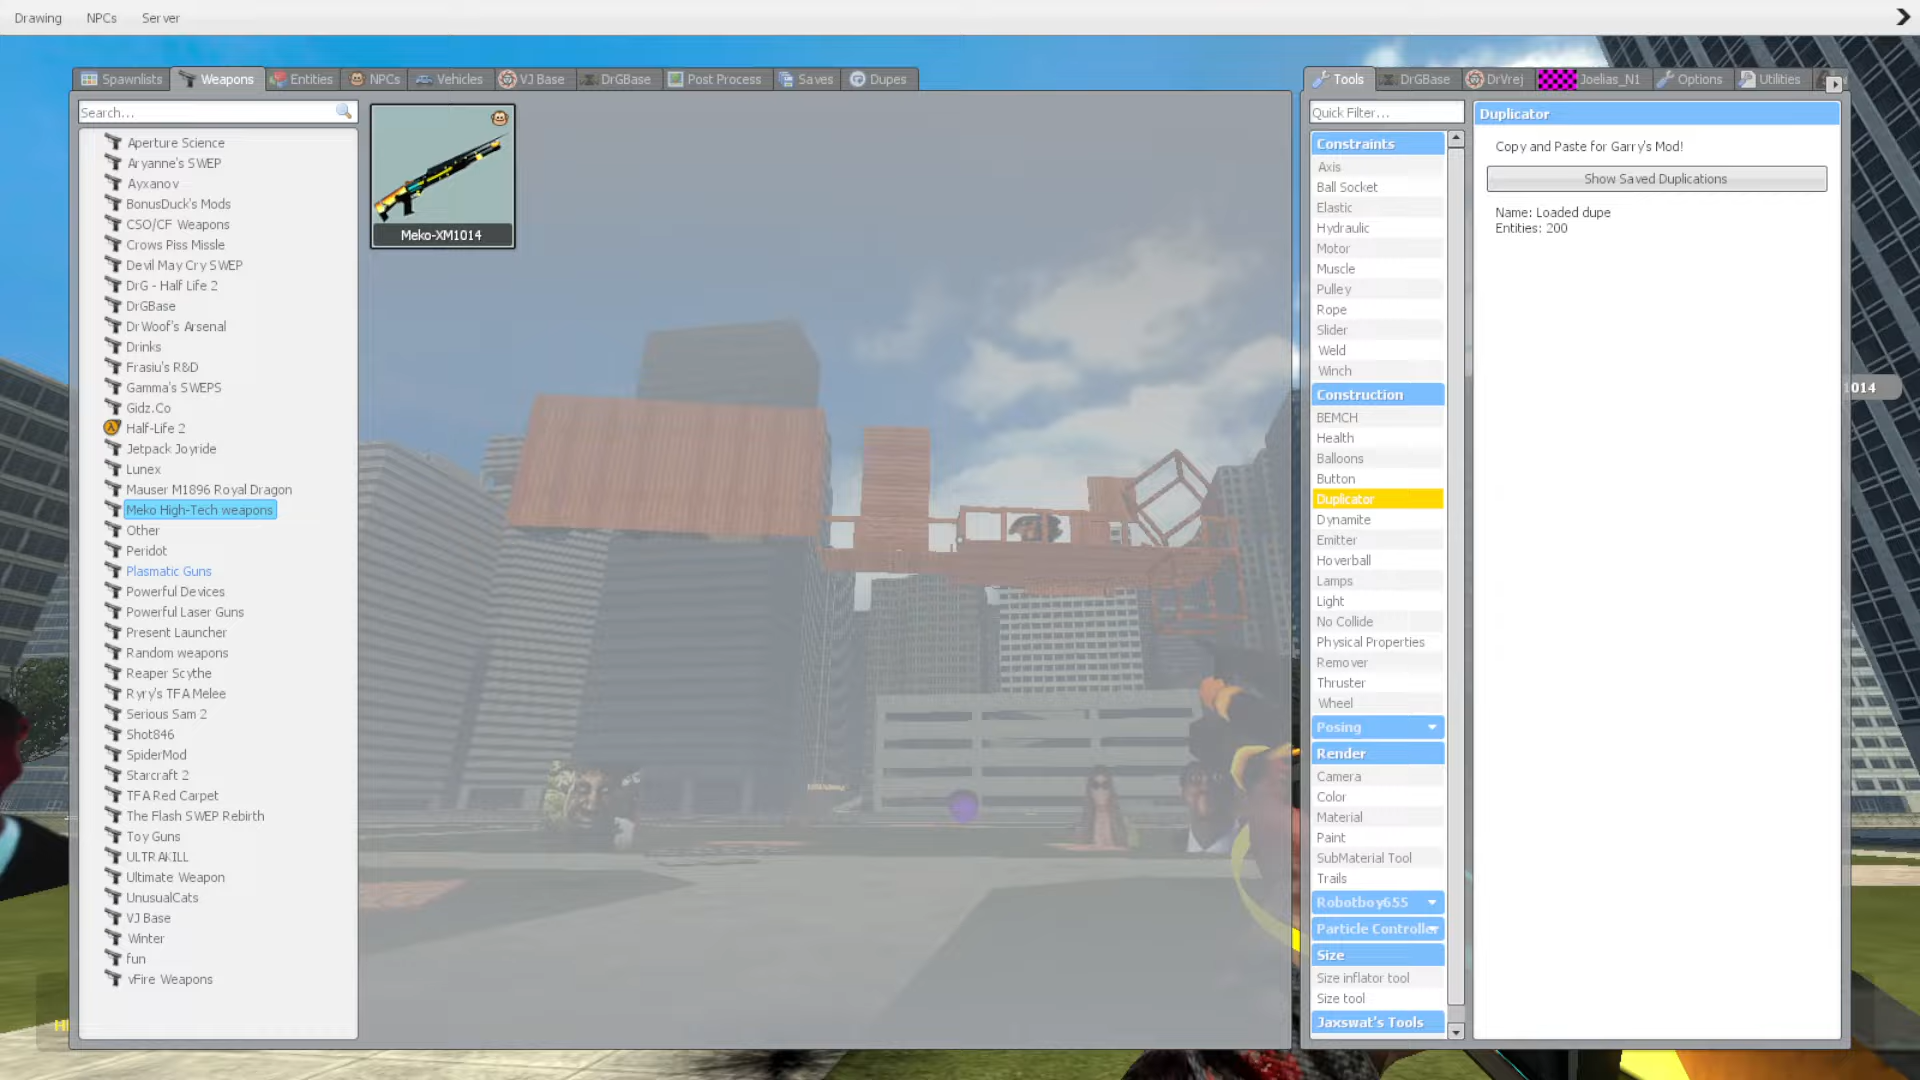 Drawing NPCs Server
Spawnlists Weapons Entities NPCs Vehicles VJ Base DrGBase Post Process Saves Dupes
Search...
Aperture Science
Aryanne's SWEP
Ayxanov
BonusDuck's Mods
CSO/CF Weapons
Crows Piss Missle
Devil May Cry SWEP
DrG - Half Life 2
DrGBase
DrWoof's Arsenal
Drinks
Frasiu's R&D
Gamma's SWEPS
Gidz.Co
Half-Life 2
Jetpack Joyride
Lunex
Mauser M1896 Royal Dragon
Meko High-Tech weapons
Other
Peridot
Plasmatic Guns
Powerful Devices
Powerful Laser Guns
Present Launcher
Random weapons
Reaper Scythe
Ryry's TFA Melee
Serious Sam 2
Shot846
SpiderMod
Starcraft 2
TFA Red Carpet
The Flash SWEP Rebirth
Toy Guns
ULTRAKILL
Ultimate Weapon
UnusualCats
VJ Base
Winter
fun
vFire Weapons
Meko-XM1014
Tools DrGBase DrVrej Joelias_N1 Options Utilities
Quick Filter...
Constraints
Axis
Ball Socket
Elastic
Hydraulic
Motor
Muscle
Pulley
Rope
Slider
Weld
Winch
Construction
BEMCH
Health
Balloons
Button
Duplicator
Dynamite
Emitter
Hoverball
Lamps
Light
No Collide
Physical Properties
Remover
Thruster
Wheel
Posing
Render
Camera
Color
Material
Paint
SubMaterial Tool
Trails
Robotboy655
Particle Controller
Size
Size inflator tool
Size tool
Jaxswat's Tools
Duplicator
Copy and Paste for Garry's Mod!
Show Saved Duplications
Name: Loaded dupe
Entities: 200
1014